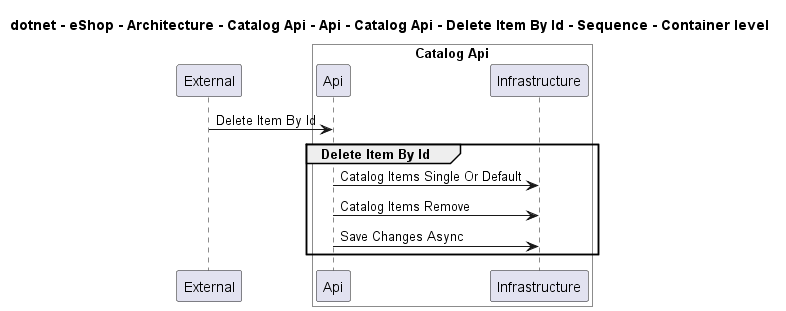 dotnet - eShop - Architecture - Catalog Api - Api - Catalog Api - Delete Item By Id - Sequence - Container level
Catalog Api
External
Api
Infrastructure
Delete Item By Id
Delete Item By Id
Catalog Items Single Or Default
Catalog Items Remove
Save Changes Async
External
Api
Infrastructure